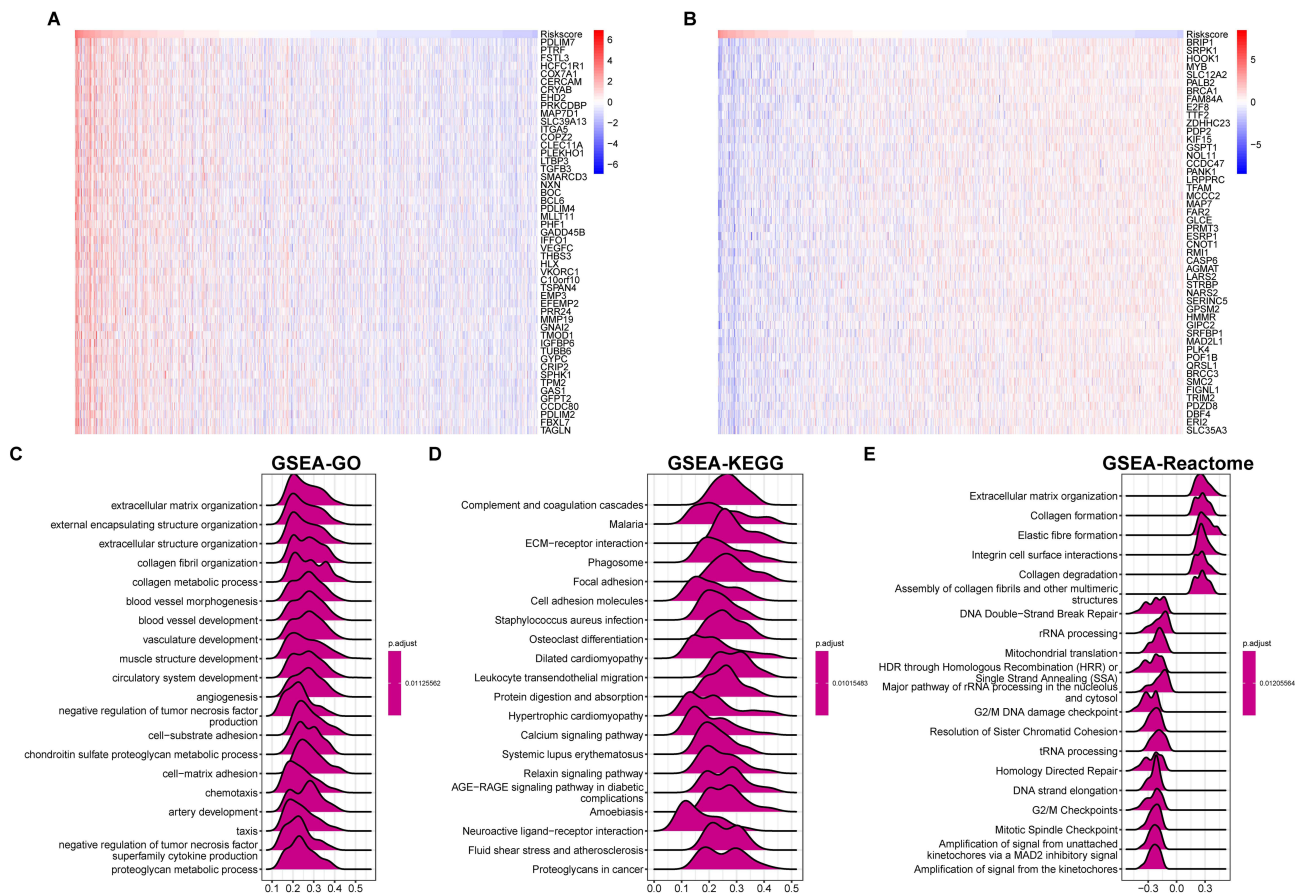 A
Riskscore
PDLIM7
PTRF
FSTL3
HCFC1R1
COX7A1
CERCAM
CRYAB
EHD2
PRKCDBP
MAP7D1
SLC39A13
ITGA5
COPZ2
CLEC11A
PLEKHO1
LTBP3
TGFB3
SMARCD3
NXN
BOC
BCL6
PDLIM4
MLLT11
PHF1
GADD45B
IFFO1
VEGFC
THBS3
HLX
VKORC1
C10orf10
TSPAN4
EMP3
EFEMP2
PRR24
MMP19
GNAI2
TMOD1
IGFBP6
TUBB6
GYPC
CRIP2
SPHK1
TPM2
GAS1
GFPT2
CCDC80
PDLIM2
FBXL7
TAGLN
6
4
2
0
−2
−4
−6
B
Riskscore
BRIP1
SRPK1
HOOK1
MYB
SLC12A2
PALB2
BRCA1
FAM84A
E2F8
TTF2
ZDHHC23
PDP2
KIF15
GSPT1
NOL11
CCDC47
PANK1
LRPPRC
TFAM
MCCC2
MAP7
FAR2
GLCE
PRMT3
ESRP1
CNOT1
RMI1
CASP6
AGMAT
LARS2
STRBP
NARS2
SERINC5
GPSM2
HMMR
GIPC2
SRFBP1
MAD2L1
PLK4
POF1B
QRSL1
BRCC3
SMC2
FIGNL1
TRIM2
PDZD8
DBF4
ERI2
SLC35A3
5
0
−5
C
GSEA-GO
extracellular matrix organization
external encapsulating structure organization
extracellular structure organization
collagen fibril organization
collagen metabolic process
blood vessel morphogenesis
blood vessel development
vasculature development
muscle structure development
circulatory system development
angiogenesis
negative regulation of tumor necrosis factor
production
cell−substrate adhesion
chondroitin sulfate proteoglycan metabolic process
cell−matrix adhesion
chemotaxis
artery development
taxis
negative regulation of tumor necrosis factor
superfamily cytokine production
proteoglycan metabolic process
0.1 0.2 0.3 0.4 0.5
p.adjust
0.01125562
D
GSEA-KEGG
Complement and coagulation cascades
Malaria
ECM−receptor interaction
Phagosome
Focal adhesion
Cell adhesion molecules
Staphylococcus aureus infection
Osteoclast differentiation
Dilated cardiomyopathy
Leukocyte transendothelial migration
Protein digestion and absorption
Hypertrophic cardiomyopathy
Calcium signaling pathway
Systemic lupus erythematosus
Relaxin signaling pathway
AGE−RAGE signaling pathway in diabetic
complications
Amoebiasis
Neuroactive ligand−receptor interaction
Fluid shear stress and atherosclerosis
Proteoglycans in cancer
0.0 0.1 0.2 0.3 0.4 0.5
p.adjust
0.01015483
E
GSEA-Reactome
Extracellular matrix organization
Collagen formation
Elastic fibre formation
Integrin cell surface interactions
Collagen degradation
Assembly of collagen fibrils and other multimeric
structures
DNA Double−Strand Break Repair
rRNA processing
Mitochondrial translation
HDR through Homologous Recombination (HRR) or
Single Strand Annealing (SSA)
Major pathway of rRNA processing in the nucleolus
and cytosol
G2/M DNA damage checkpoint
Resolution of Sister Chromatid Cohesion
tRNA processing
Homology Directed Repair
DNA strand elongation
G2/M Checkpoints
Mitotic Spindle Checkpoint
Amplification of signal from unattached
kinetochores via a MAD2 inhibitory signal
Amplification of signal from the kinetochores
−0.3 0.0 0.3
p.adjust
0.01205564